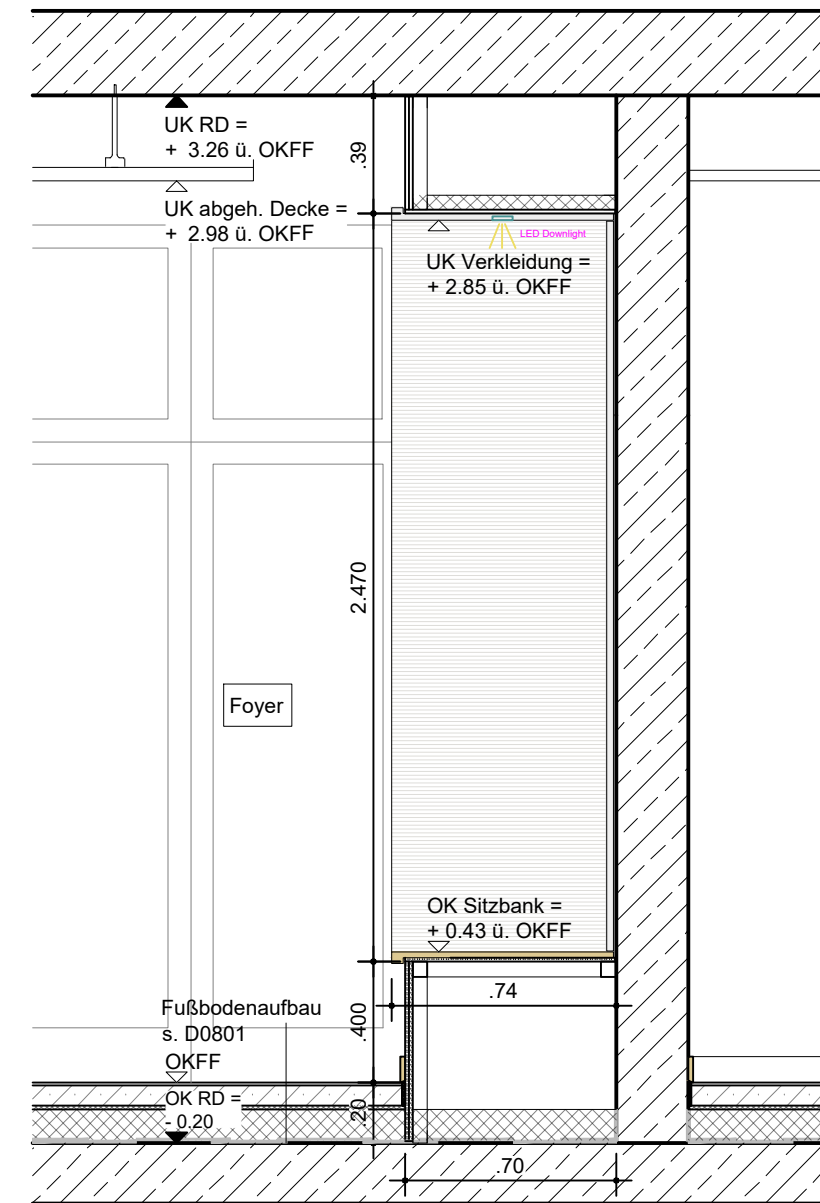 UK RD =
+ 3.26 ü. OKFF
.39
UK abgeh. Decke =
+ 2.98 ü. OKFF
LED Downlight
UK Verkleidung =
+ 2.85 ü. OKFF
2.470
Foyer
OK Sitzbank =
+ 0.43 ü. OKFF
.74
Fußbodenaufbau
s. D0801
.400
OKFF
OK RD =
- 0.20
.20
.70